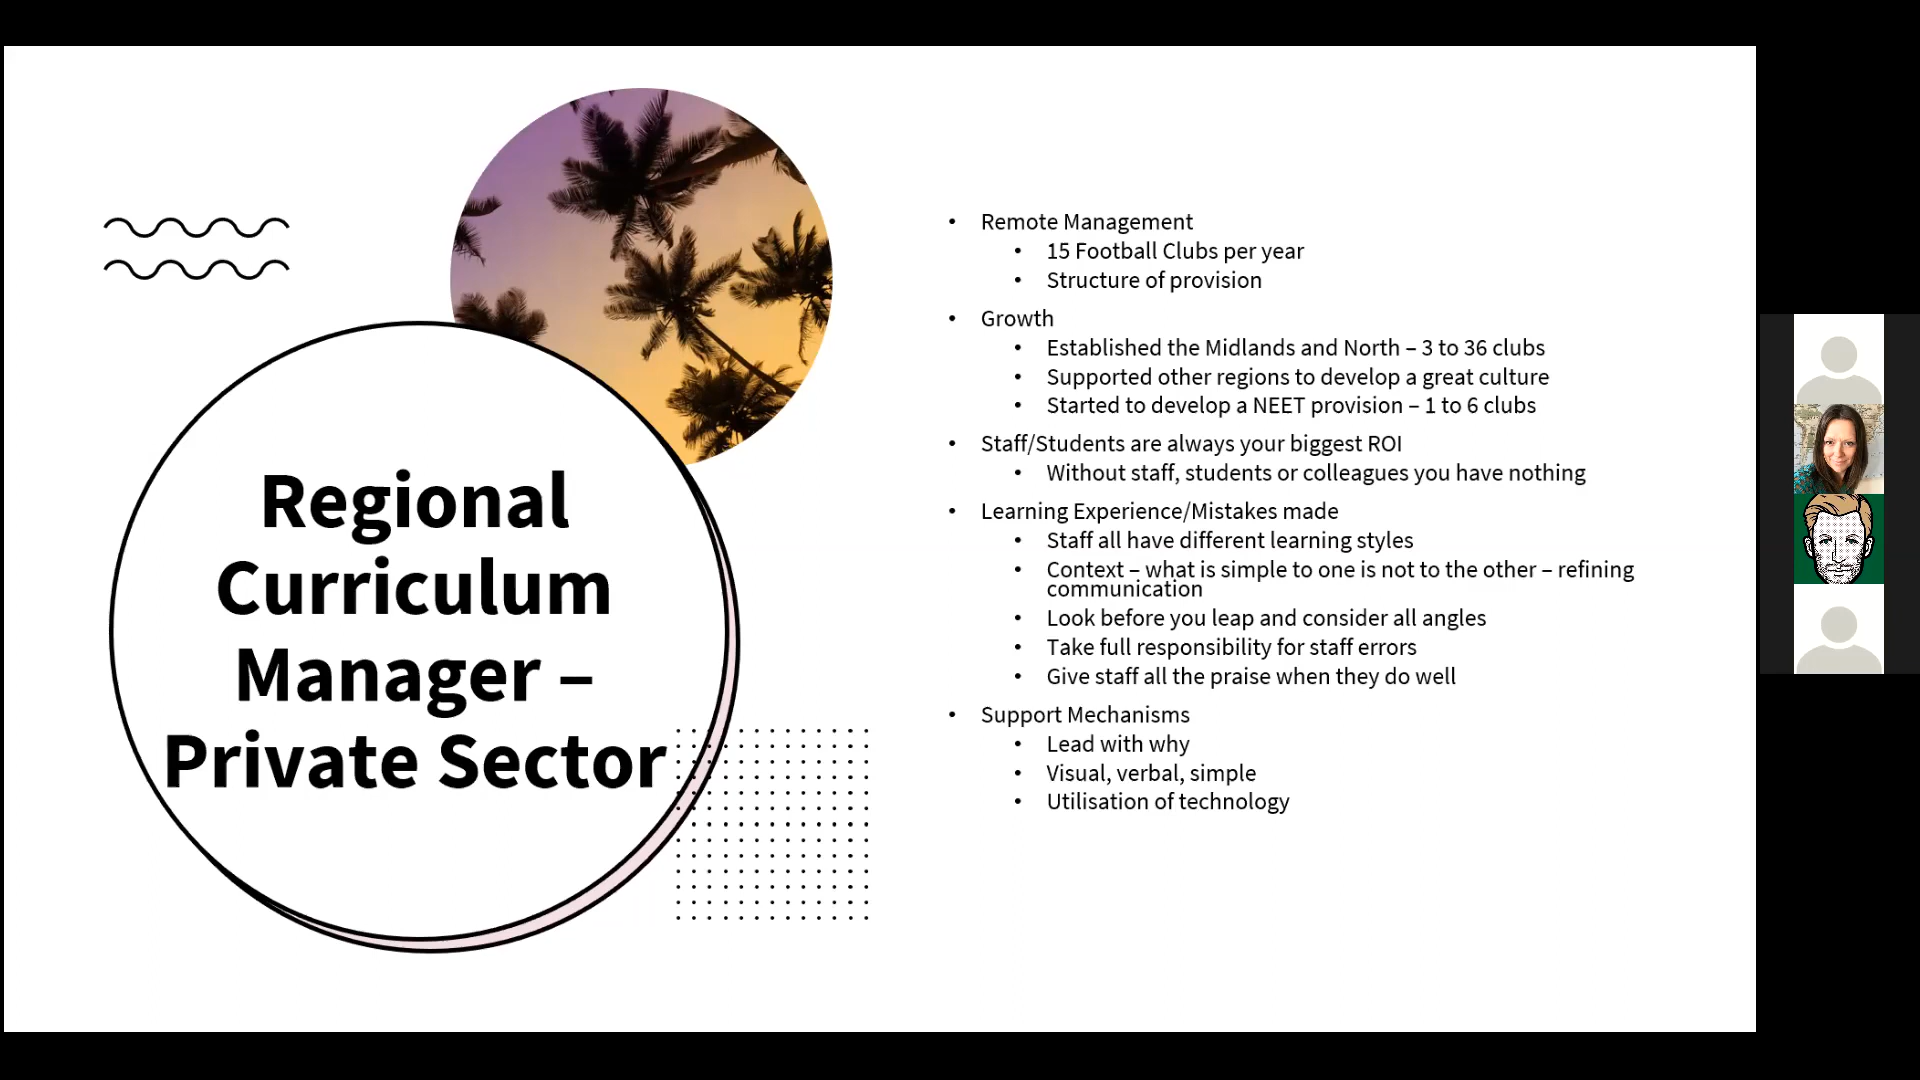 Regional
Curriculum
Manager –
Private Sector
• Remote Management
• 15 Football Clubs per year
• Structure of provision
• Growth
• Established the Midlands and North – 3 to 36 clubs
• Supported other regions to develop a great culture
• Started to develop a NEET provision – 1 to 6 clubs
• Staff/Students are always your biggest ROI
• Without staff, students or colleagues you have nothing
• Learning Experience/Mistakes made
• Staff all have different learning styles
• Context – what is simple to one is not to the other – refining
communication
• Look before you leap and consider all angles
• Take full responsibility for staff errors
• Give staff all the praise when they do well
• Support Mechanisms
• Lead with why
• Visual, verbal, simple
• Utilisation of technology